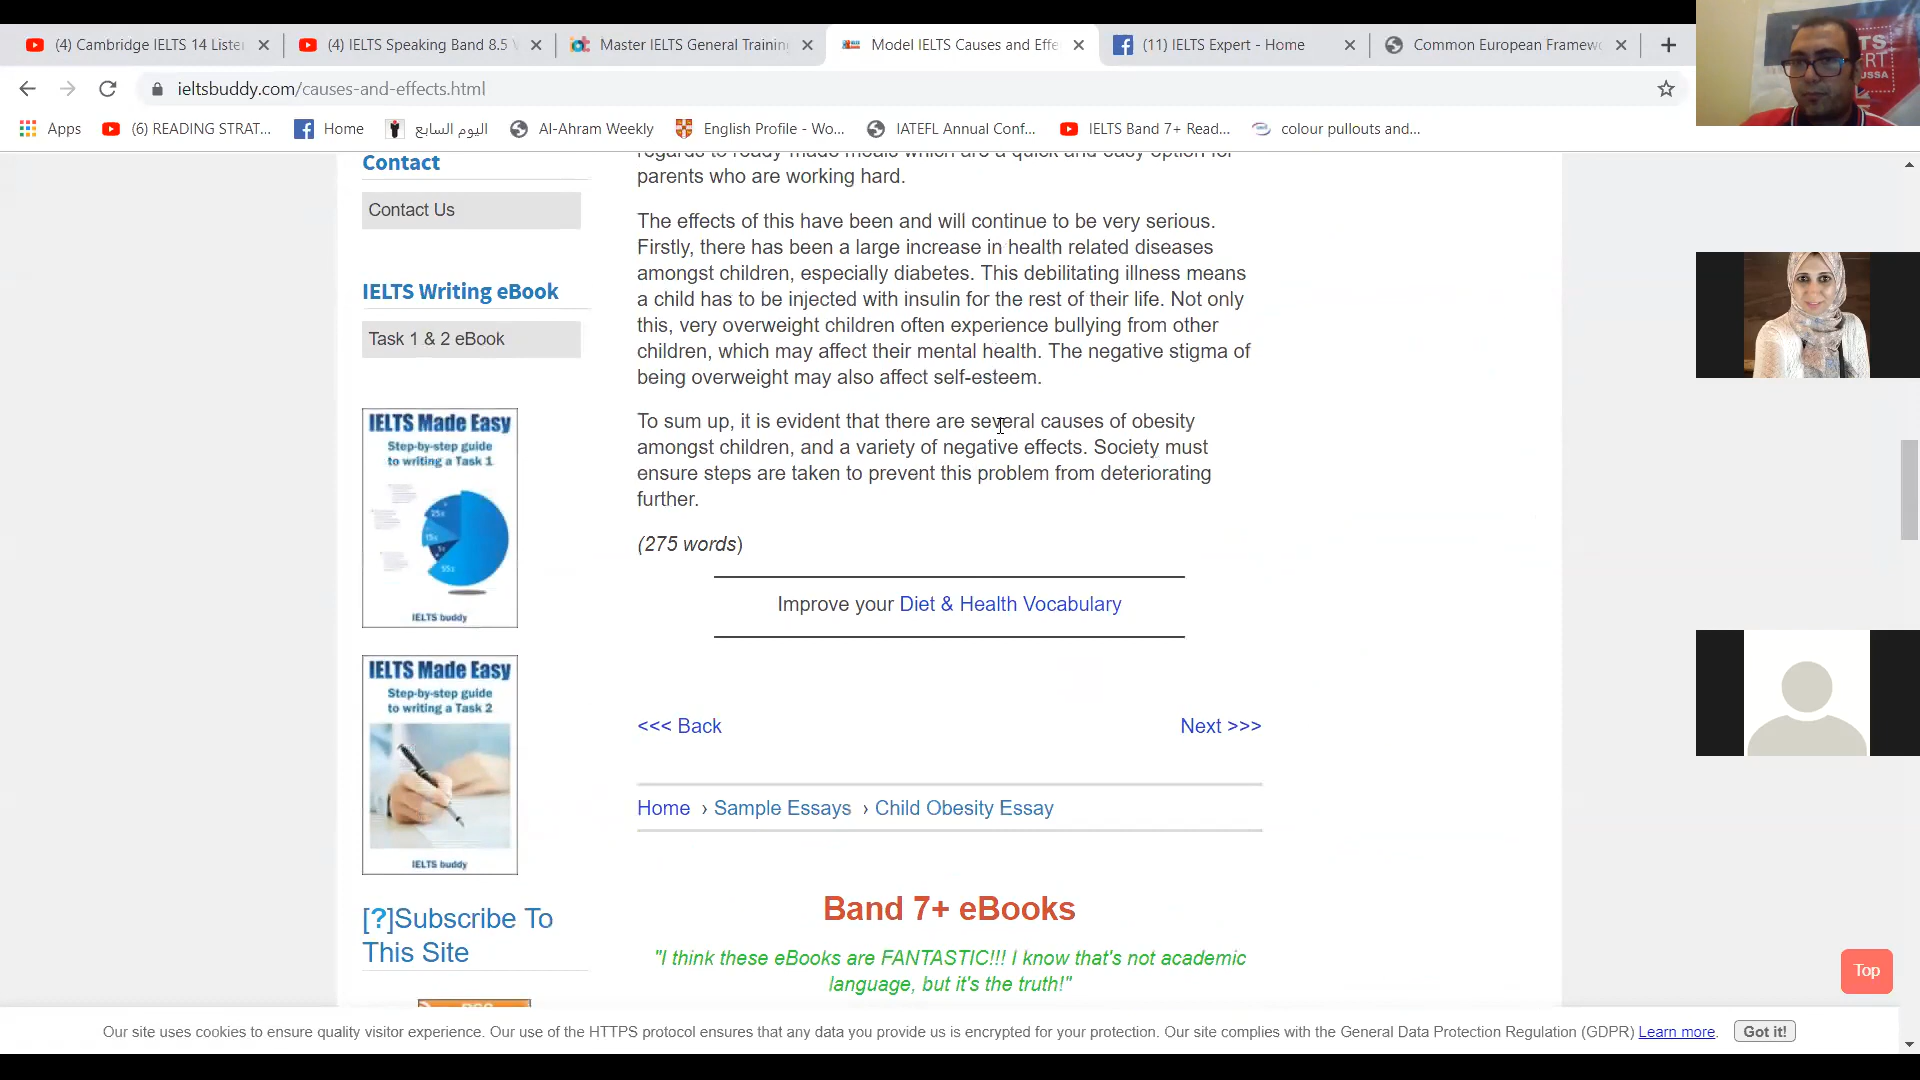 (4) Cambridge IELTS 14 Liste
(4) IELTS Speaking Band 8.5
Master IELTS General Training
Model IELTS Causes and Effe
(11) IELTS Expert - Home
Common European Framew
ieltsbuddy.com/causes-and-effects.html
Apps
(6) READING STRAT...
Home
اليوم السابع
Al-Ahram Weekly
English Profile - Wo...
IATEFL Annual Conf...
IELTS Band 7+ Read...
colour pullouts and...
Contact
Contact Us
IELTS Writing eBook
Task 1 & 2 eBook
IELTS Made Easy
Step-by-step guide
to writing a Task 1
IELTS buddy
IELTS Made Easy
Step-by-step guide
to writing a Task 2
IELTS buddy
[?]Subscribe To
This Site
regards to ready-made meals which are a quick and easy option for
parents who are working hard.
The effects of this have been and will continue to be very serious.
Firstly, there has been a large increase in health related diseases
amongst children, especially diabetes. This debilitating illness means
a child has to be injected with insulin for the rest of their life. Not only
this, very overweight children often experience bullying from other
children, which may affect their mental health. The negative stigma of
being overweight may also affect self-esteem.
To sum up, it is evident that there are several causes of obesity
amongst children, and a variety of negative effects. Society must
ensure steps are taken to prevent this problem from deteriorating
further.
(275 words)
Improve your Diet & Health Vocabulary
<<< Back
Next >>>
Home › Sample Essays › Child Obesity Essay
Band 7+ eBooks
"I think these eBooks are FANTASTIC!!! I know that's not academic
language, but it's the truth!"
Top
Our site uses cookies to ensure quality visitor experience. Our use of the HTTPS protocol ensures that any data you provide us is encrypted for your protection. Our site complies with the General Data Protection Regulation (GDPR) Learn more.
Got it!